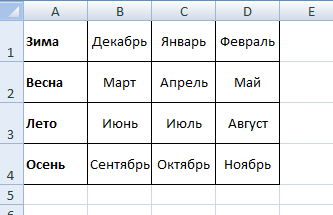 A B C D E
1 Зима Декабрь Январь Февраль
2 Весна Март Апрель Май
3 Лето Июнь Июль Август
4 Осень Сентябрь Октябрь Ноябрь
5